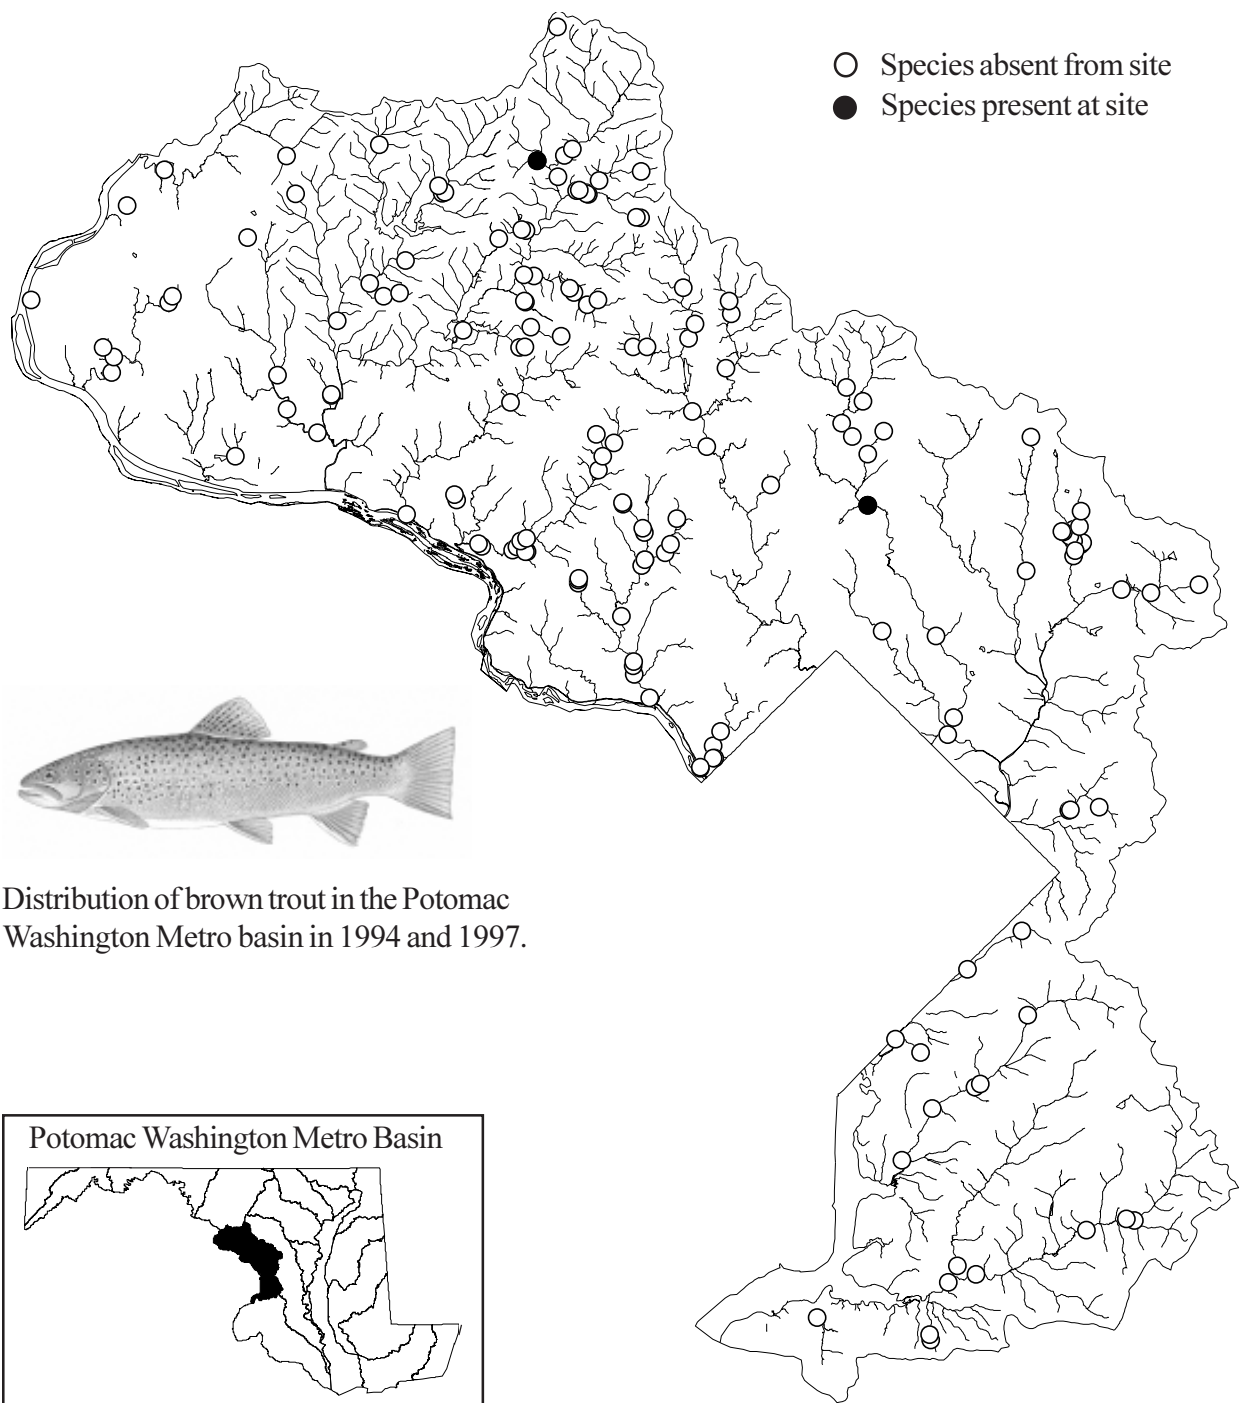 Species absent from site
Species present at site
Distribution of brown trout in the Potomac
Washington Metro basin in 1994 and 1997.
Potomac Washington Metro Basin